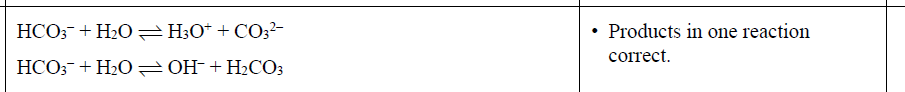 HCO₃⁻ + H₂O ⇌ H₃O⁺ + CO₃²⁻
HCO₃⁻ + H₂O ⇌ OH⁻ + H₂CO₃
• Products in one reaction
correct.